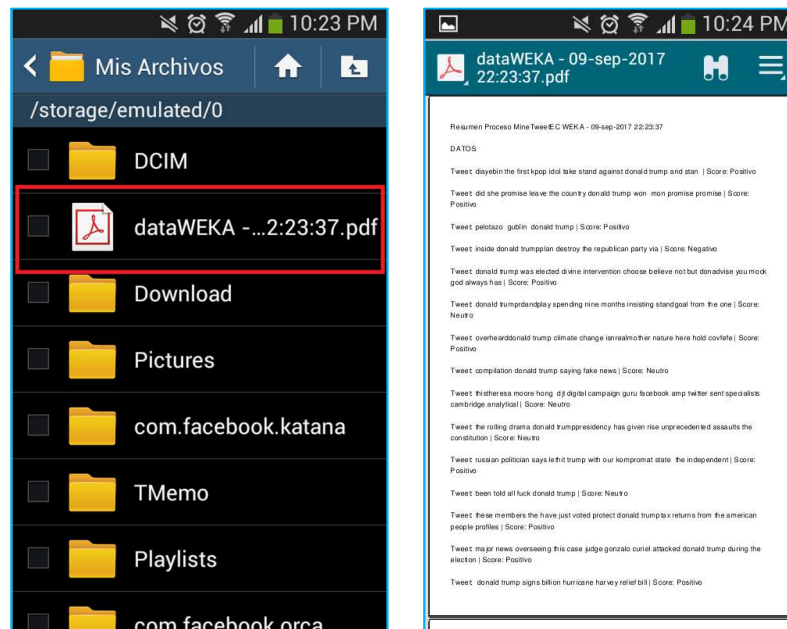 10:23 PM
Mis Archivos
/storage/emulated/0
DCIM
dataWEKA -...2:23:37.pdf
Download
Pictures
com.facebook.katana
TMemo
Playlists
com.facebook.orca
10:24 PM
dataWEKA - 09-sep-2017
22:23:37.pdf
Resumen Proceso MineTweetEC WEKA - 09-sep-2017 22:23:37
DATOS
Tweet: diayebin the first kpop idol take stand against donald trump and stan | Score: Positivo
Tweet: did she promise leave the country donald trump won mon promise promise | Score:
Positivo
Tweet: pelotazo gublin donald trump | Score: Positivo
Tweet: inside donald trumpplan destroy the republican party via | Score: Negativo
Tweet: donald trump was elected divine intervention choose believe not but donadvise you mock
god always has | Score: Positivo
Tweet: donald trumprdandplay spending nine months insisting standgoal from the one | Score:
Neutro
Tweet: overhearddonald trump climate change isnrealmother nature here hold covfefe | Score:
Positivo
Tweet: compilation donald trump saying fake news | Score: Neutro
Tweet: thistheresa moore hong djt digital campaign guru facebook amp twitter sent specialists
cambridge analytical | Score: Neutro
Tweet: the rolling drama donald trumppresidency has given rise unprecedented assaults the
constitution | Score: Neutro
Tweet: russian politician says lethit trump with our kompromat state the independent | Score:
Positivo
Tweet: been told all fuck donald trump | Score: Neutro
Tweet: these members the have just voted protect donald trumptax returns from the american
people profiles | Score: Positivo
Tweet: major news overseeing this case judge gonzalo curiel attacked donald trump during the
election | Score: Positivo
Tweet: donald trump signs billion hurricane harvey relief bill | Score: Positivo